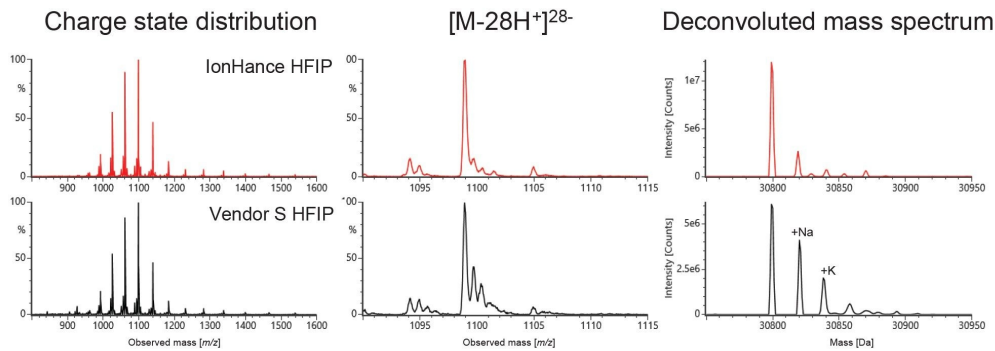 Charge state distribution
[M-28H⁺]²⁸⁻
Deconvoluted mass spectrum
100
%
50
0
IonHance HFIP
900 1000 1100 1200 1300 1400 1500 1600
00
%
50
0
1095 1100 1105 1110 1115
Intensity [Counts]
1e7
5e6
0
30800 30850 30900 30950
100
%
50
0
Vendor S HFIP
900 1000 1100 1200 1300 1400 1500 1600
Observed mass [m/z]
'00
%
50
0
1095 1100 1105 1110 1115
Observed mass [m/z]
Intensity [Counts]
5e6
2.5e6
0
+Na
+K
30800 30850 30900 30950
Mass [Da]